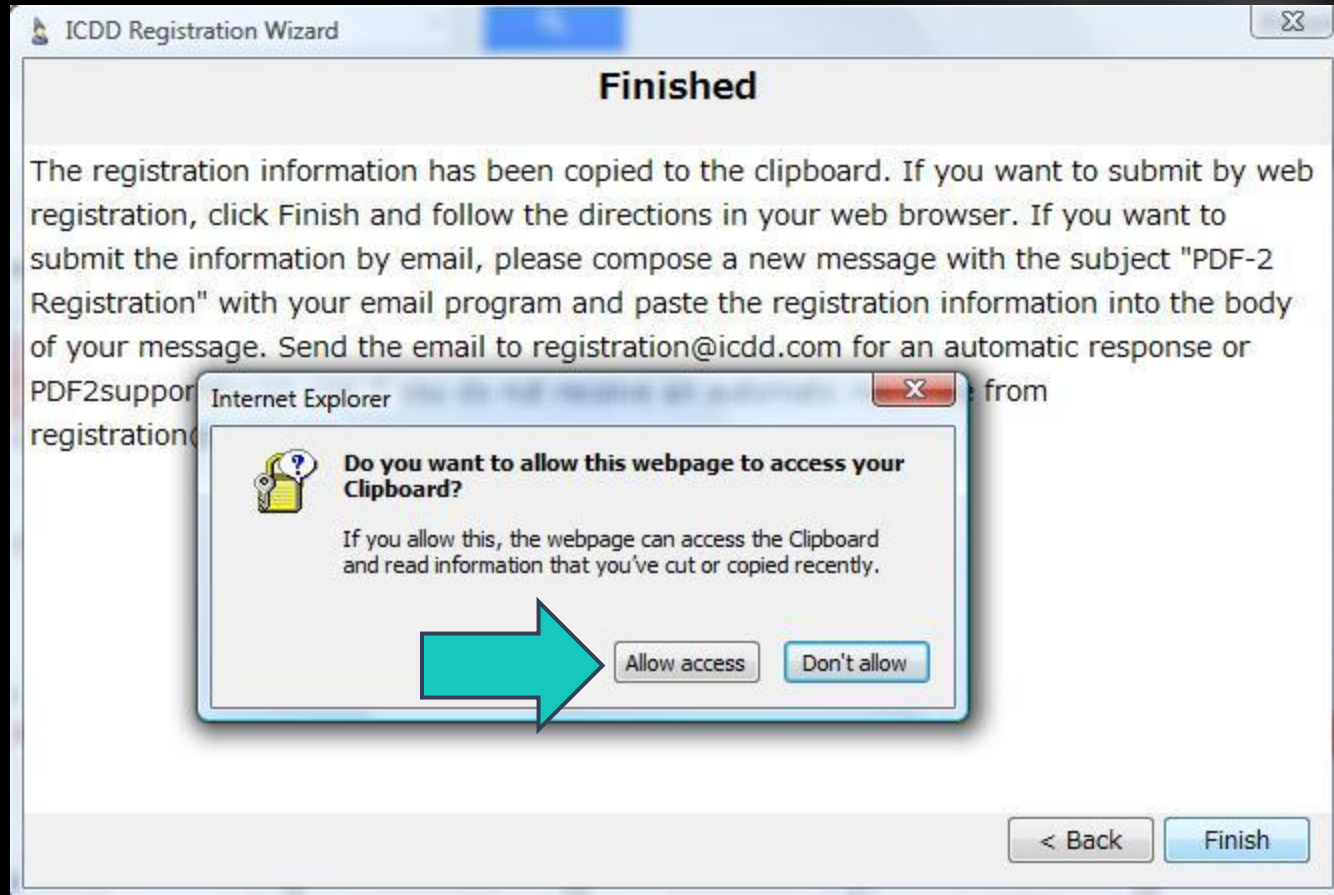 ICDD Registration Wizard
Finished
The registration information has been copied to the clipboard. If you want to submit by web
registration, click Finish and follow the directions in your web browser. If you want to
submit the information by email, please compose a new message with the subject "PDF-2
Registration" with your email program and paste the registration information into the body
of your message. Send the email to registration@icdd.com for an automatic response or
PDF2suppor from
registration
Internet Explorer
Do you want to allow this webpage to access your
Clipboard?
If you allow this, the webpage can access the Clipboard
and read information that you've cut or copied recently.
Allow access Don't allow
< Back Finish